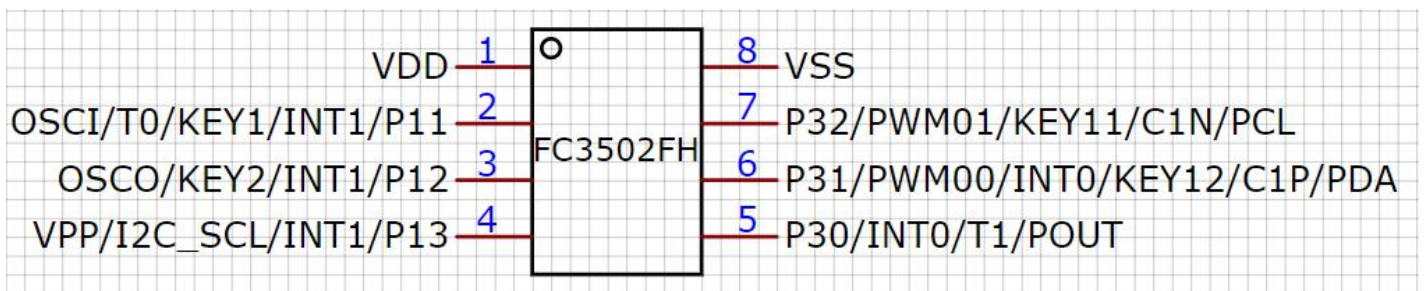 VDD 1 8 VSS
OSCI/T0/KEY1/INT1/P11 2 7 P32/PWM01/KEY11/C1N/PCL
FC3502FH
OSCO/KEY2/INT1/P12 3 6 P31/PWM00/INT0/KEY12/C1P/PDA
VPP/I2C_SCL/INT1/P13 4 5 P30/INT0/T1/POUT